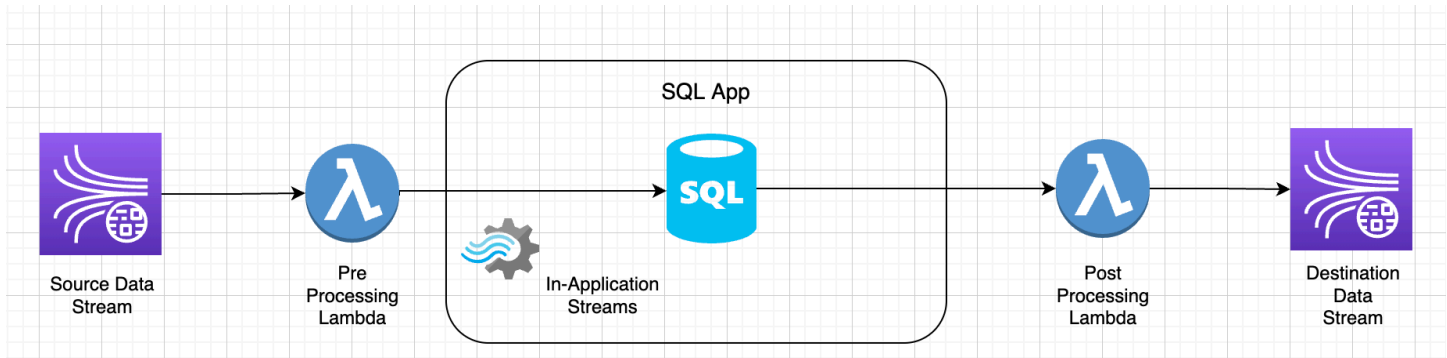 SQL App
SQL
Source Data
Stream
Pre
Processing
Lambda
In-Application
Streams
Post
Processing
Lambda
Destination
Data
Stream